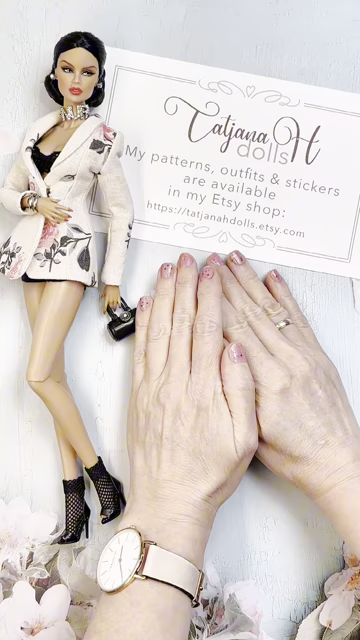 Tatjana H
dolls
My patterns, outfits & stickers
are available
in my Etsy shop:
https://tatjanahdolls.etsy.com